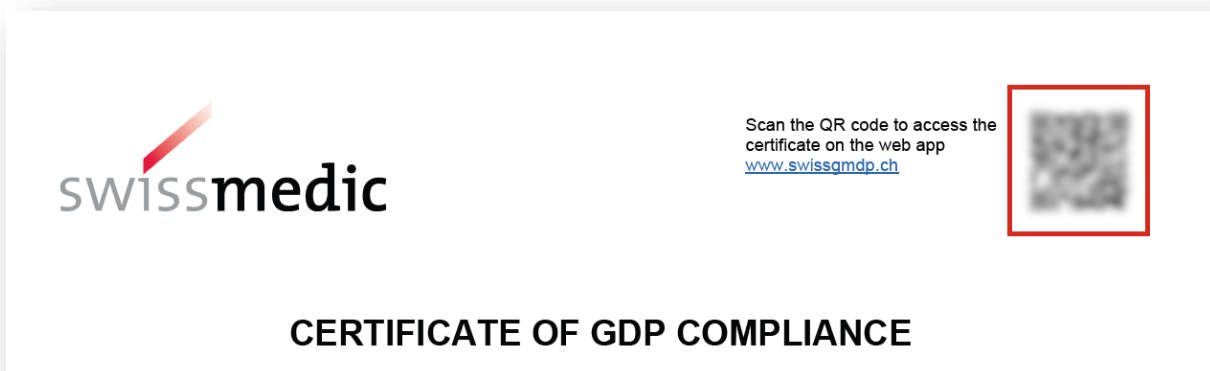 swissmedic
Scan the QR code to access the
certificate on the web app
www.swissgmdp.ch
CERTIFICATE OF GDP COMPLIANCE